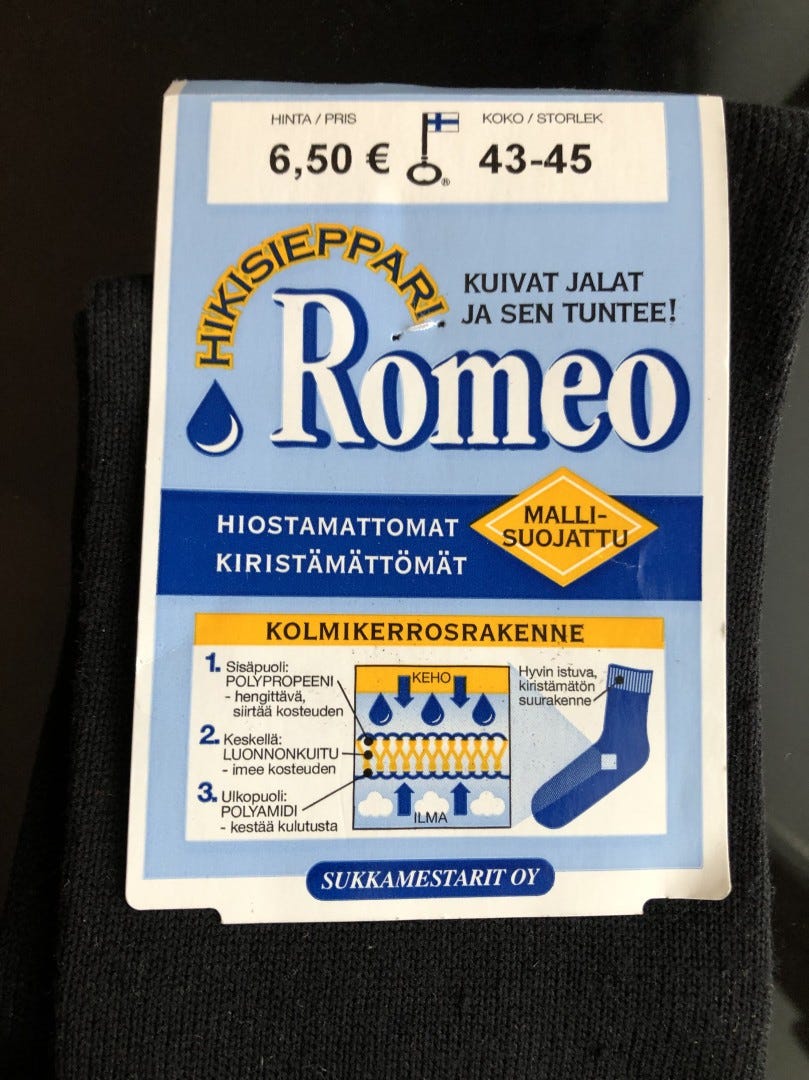 HINTA / PRIS
6,50 €
®
KOKO / STORLEK
43-45
HIKISIEPPARI
KUIVAT JALAT
JA SEN TUNTEE!
Romeo
HIOSTAMATTOMAT
KIRISTÄMÄTTÖMÄT
MALLI-
SUOJATTU
KOLMIKERROSRAKENNE
1. Sisäpuoli:
POLYPROPEENI
- hengittävä,
siirtää kosteuden
2. Keskellä:
LUONNONKUITU
- imee kosteuden
3. Ulkopuoli:
POLYAMIDI
- kestää kulutusta
KEHO
ILMA
Hyvin istuva,
kiristämätön
suurakenne
SUKKAMESTARIT OY